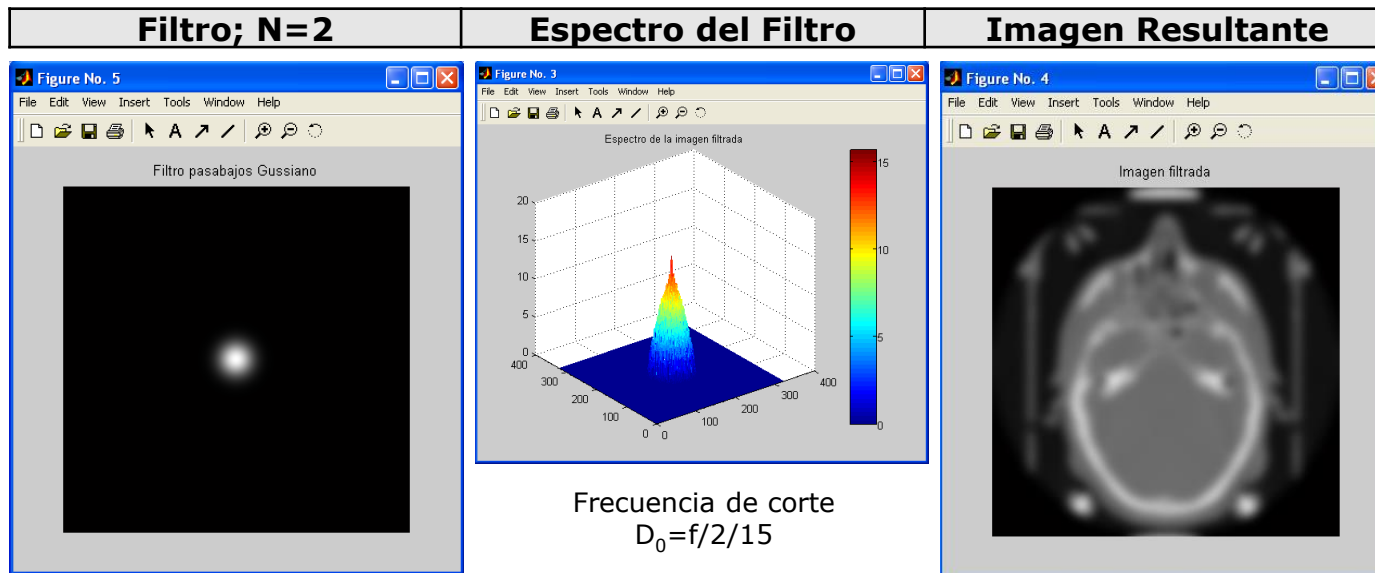 Filtro; N=2
Espectro del Filtro
Imagen Resultante
Figure No. 5
File Edit View Insert Tools Window Help
A
Filtro pasabajos Gussiano
Figure No. 3
File Edit View Insert Tools Window Help
A
Espectro de la imagen filtrada
20
15
10
5
0
400
300
200
100
0
0
100
200
300
400
15
10
5
0
Frecuencia de corte
D₀=f/2/15
Figure No. 4
File Edit View Insert Tools Window Help
A
Imagen filtrada